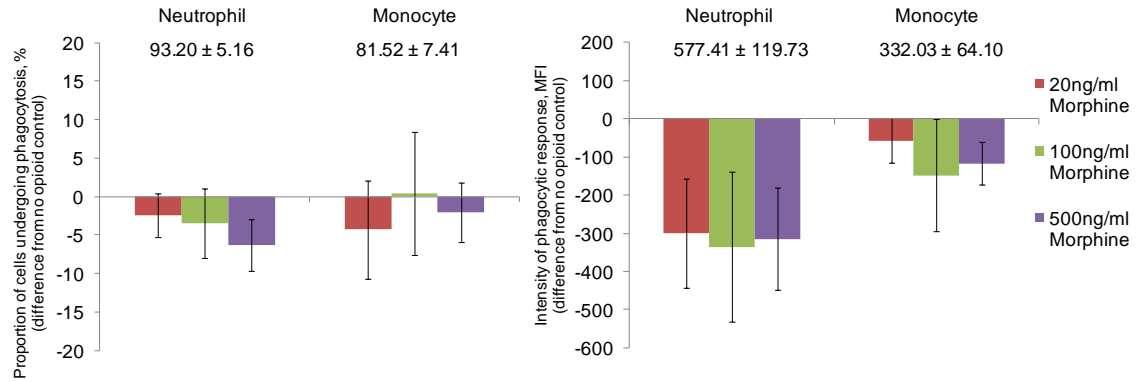 Neutrophil
Monocyte
93.20 ± 5.16
81.52 ± 7.41
Proportion of cells undergoing phagocytosis, %
(difference from no opioid control)
20
15
10
5
0
-5
-10
-15
-20
Neutrophil
Monocyte
577.41 ± 119.73
332.03 ± 64.10
Intensity of phagocytic response, MFI
(difference from no opioid control)
200
100
0
-100
-200
-300
-400
-500
-600
20ng/ml
Morphine
100ng/ml
Morphine
500ng/ml
Morphine